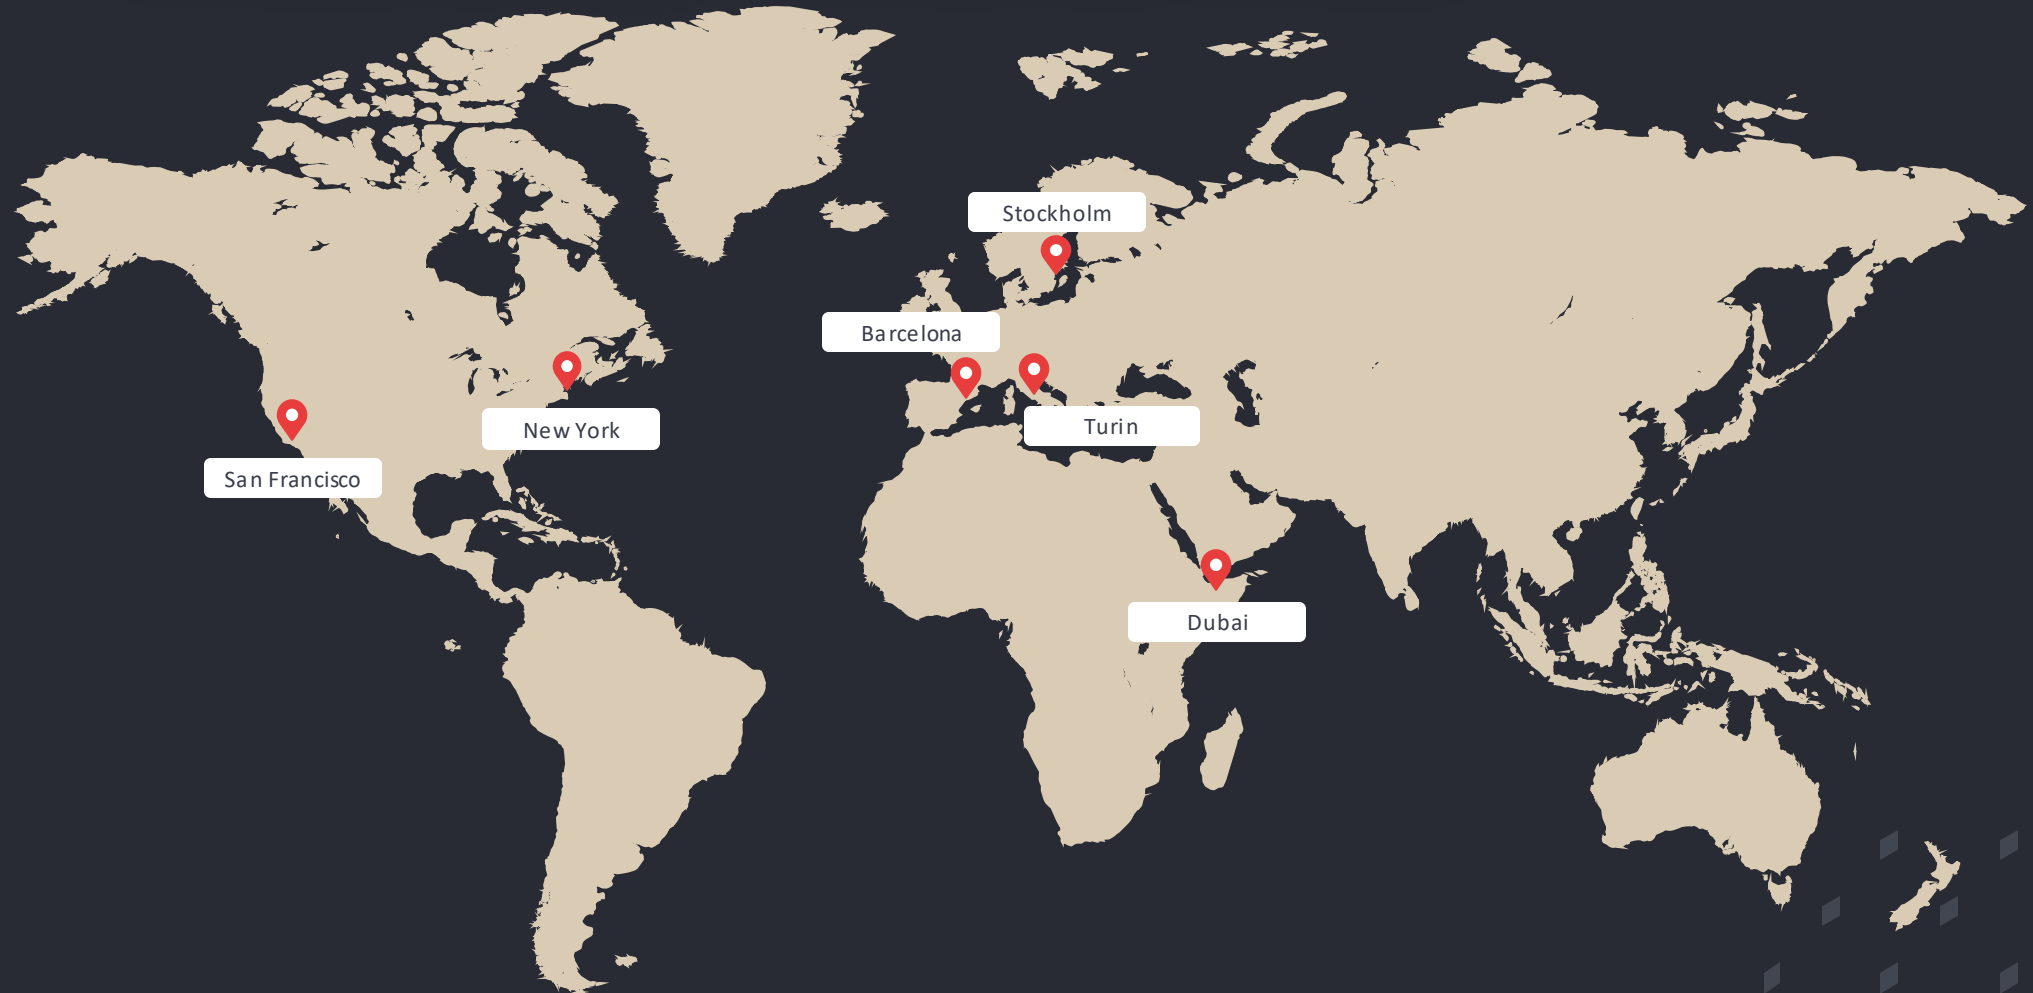 Stockholm
Barcelona
Turin
New York
San Francisco
Dubai